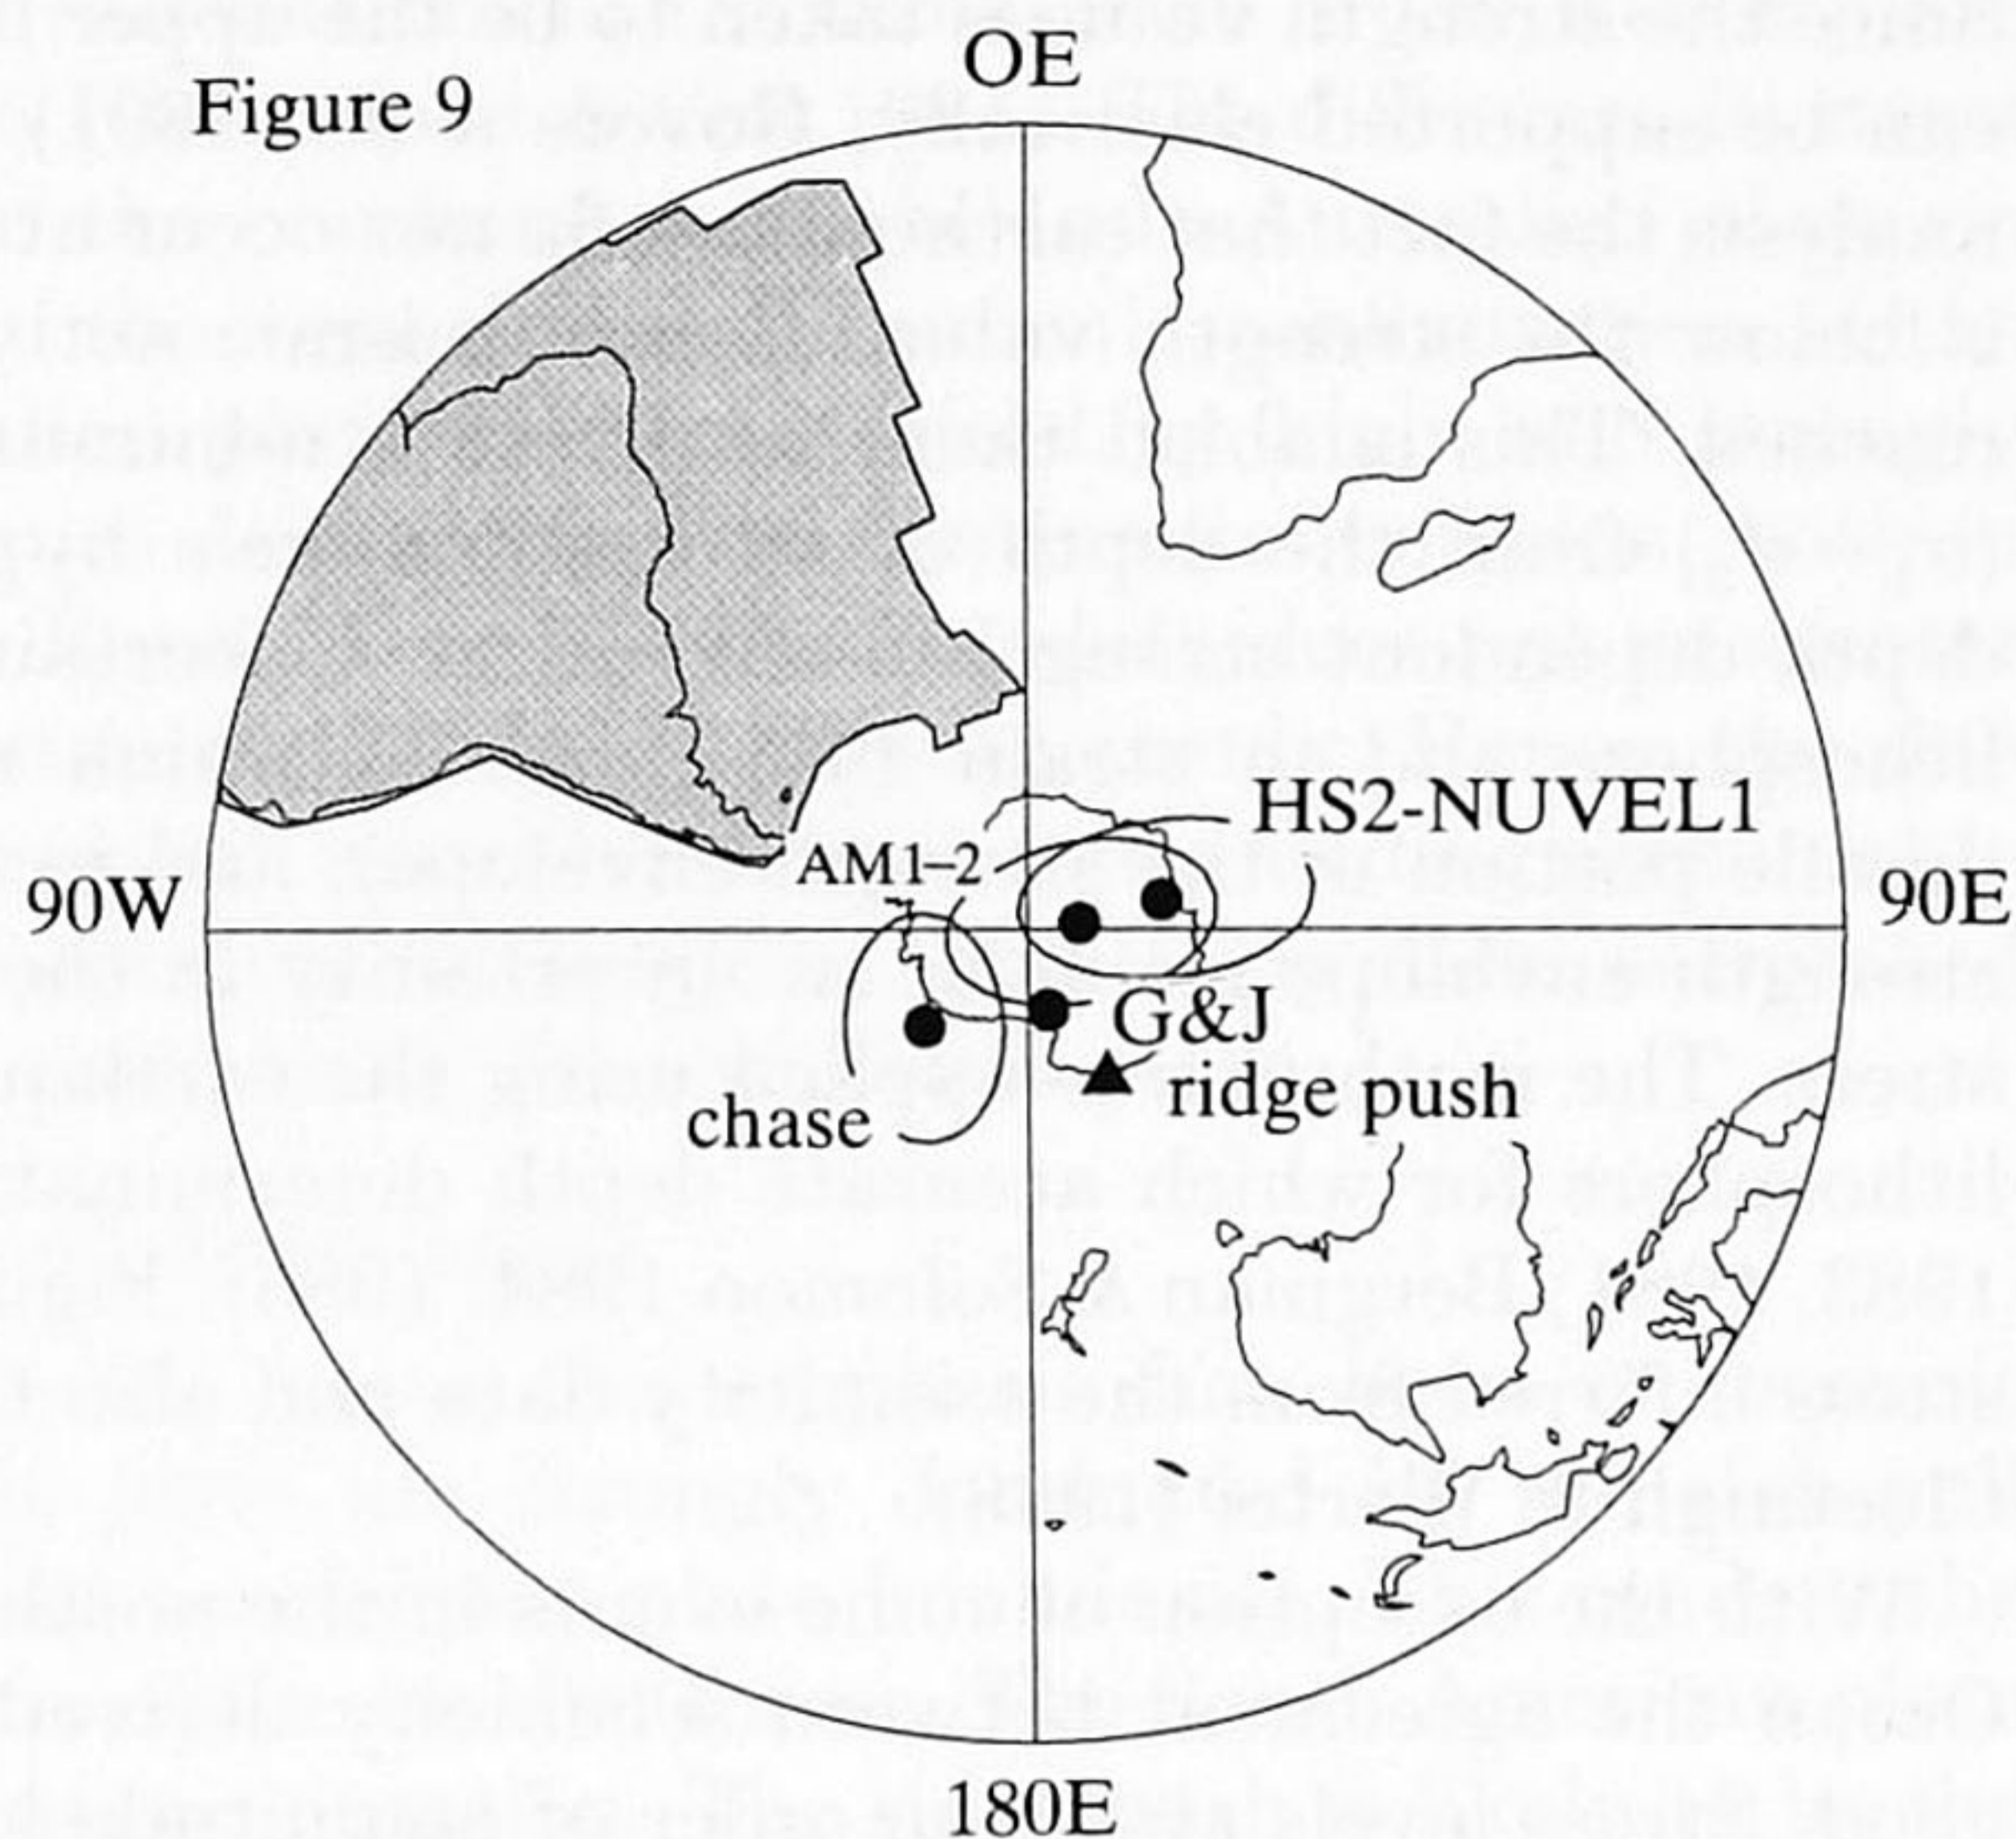 Figure 9
OE
HS2-NUVEL1
AM1–2
90W
90E
G&J
ridge push
chase
180E